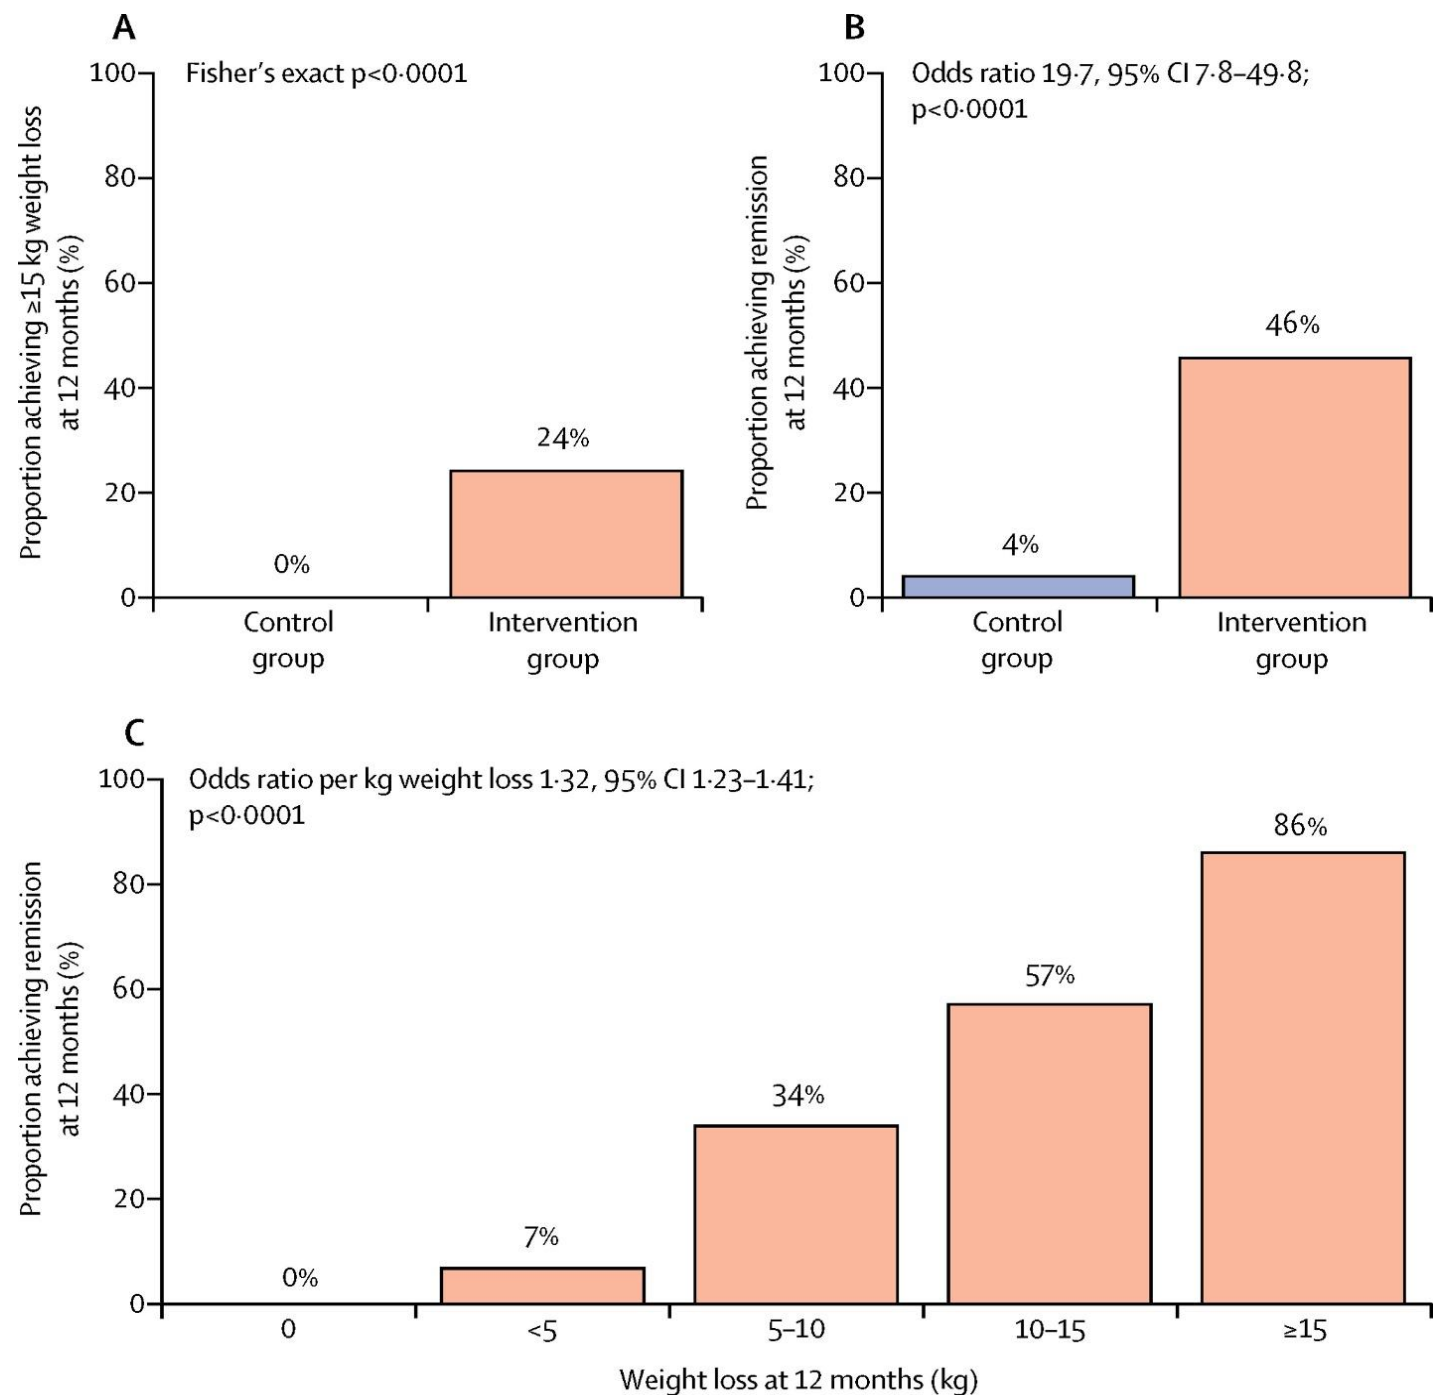 A
Fisher's exact p<0·0001
100
80
60
40
20
0
Proportion achieving ≥15 kg weight loss
at 12 months (%)
0%
24%
Control
group
Intervention
group
B
Odds ratio 19·7, 95% CI 7·8–49·8;
p<0·0001
100
80
60
40
20
0
Proportion achieving remission
at 12 months (%)
4%
46%
Control
group
Intervention
group
C
Odds ratio per kg weight loss 1·32, 95% CI 1·23–1·41;
p<0·0001
100
80
60
40
20
0
Proportion achieving remission
at 12 months (%)
0%
7%
34%
57%
86%
0
<5
5–10
10–15
≥15
Weight loss at 12 months (kg)